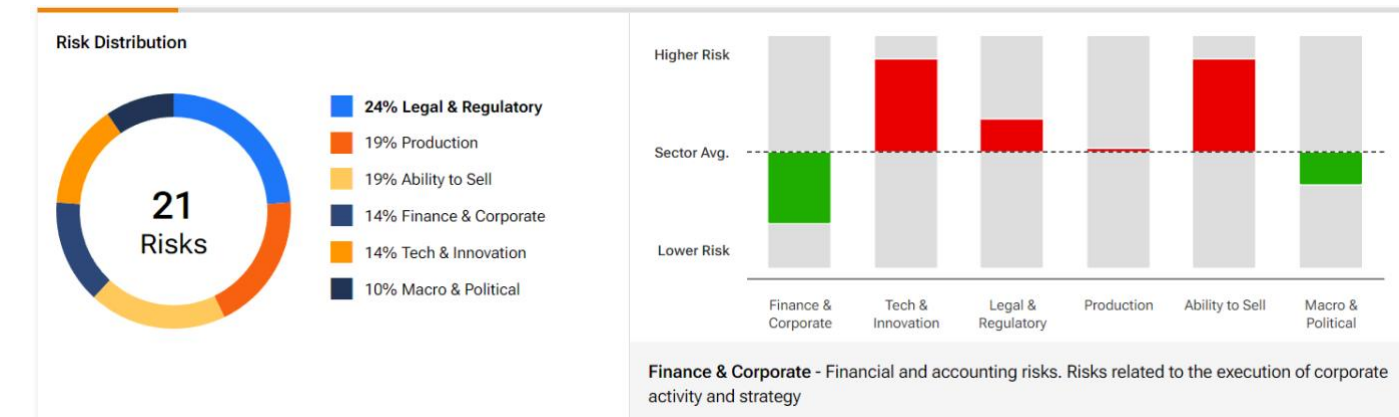 Risk Distribution
24% Legal & Regulatory
19% Production
19% Ability to Sell
14% Finance & Corporate
14% Tech & Innovation
10% Macro & Political
21
Risks
Higher Risk
Sector Avg.
Lower Risk
Finance &
Corporate
Tech &
Innovation
Legal &
Regulatory
Production
Ability to Sell
Macro &
Political
Finance & Corporate - Financial and accounting risks. Risks related to the execution of corporate
activity and strategy